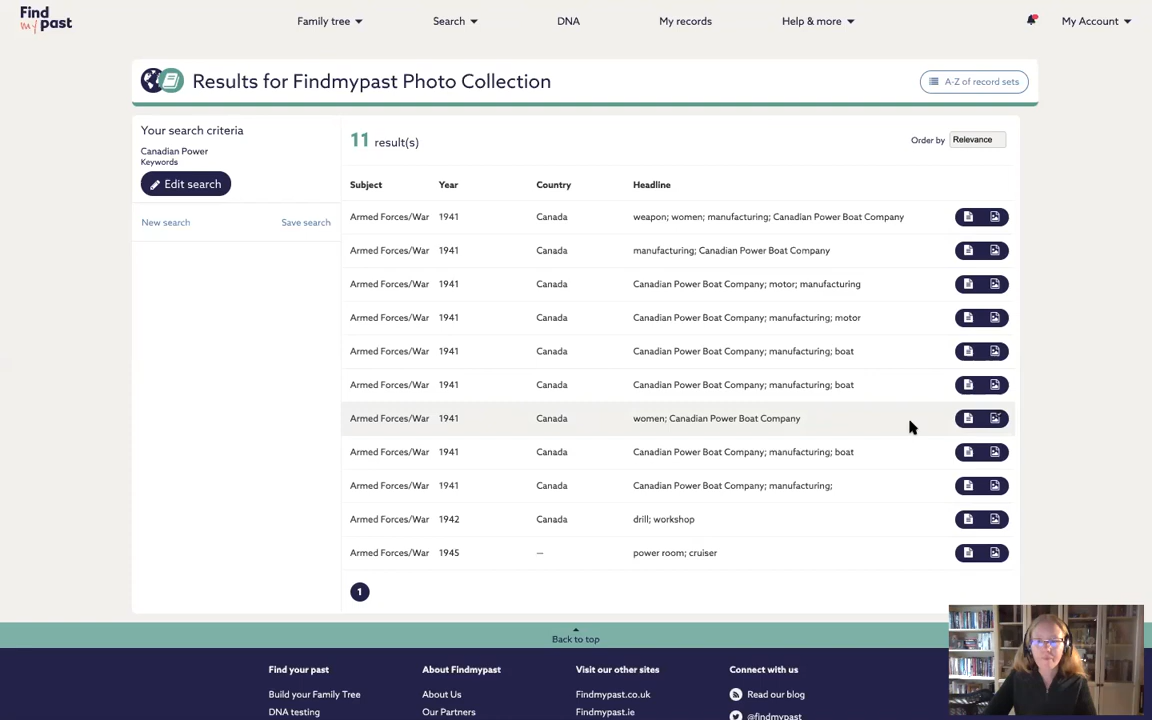 Find my past
Family tree Search DNA My records Help & more My Account
Results for Findmypast Photo Collection
A-Z of record sets
Your search criteria
Canadian Power
Keywords
Edit search
New search Save search
11 result(s)
Order by Relevance
Subject Year Country Headline
Armed Forces/War 1941 Canada weapon; women; manufacturing; Canadian Power Boat Company
Armed Forces/War 1941 Canada manufacturing; Canadian Power Boat Company
Armed Forces/War 1941 Canada Canadian Power Boat Company; motor; manufacturing
Armed Forces/War 1941 Canada Canadian Power Boat Company; manufacturing; motor
Armed Forces/War 1941 Canada Canadian Power Boat Company; manufacturing; boat
Armed Forces/War 1941 Canada Canadian Power Boat Company; manufacturing; boat
Armed Forces/War 1941 Canada women; Canadian Power Boat Company
Armed Forces/War 1941 Canada Canadian Power Boat Company; manufacturing; boat
Armed Forces/War 1941 Canada Canadian Power Boat Company; manufacturing;
Armed Forces/War 1942 Canada drill; workshop
Armed Forces/War 1945 — power room; cruiser
1
Back to top
Find your past About Findmypast Visit our other sites Connect with us
Build your Family Tree About Us Findmypast.co.uk Read our blog
DNA testing Our Partners Findmypast.ie @findmypast